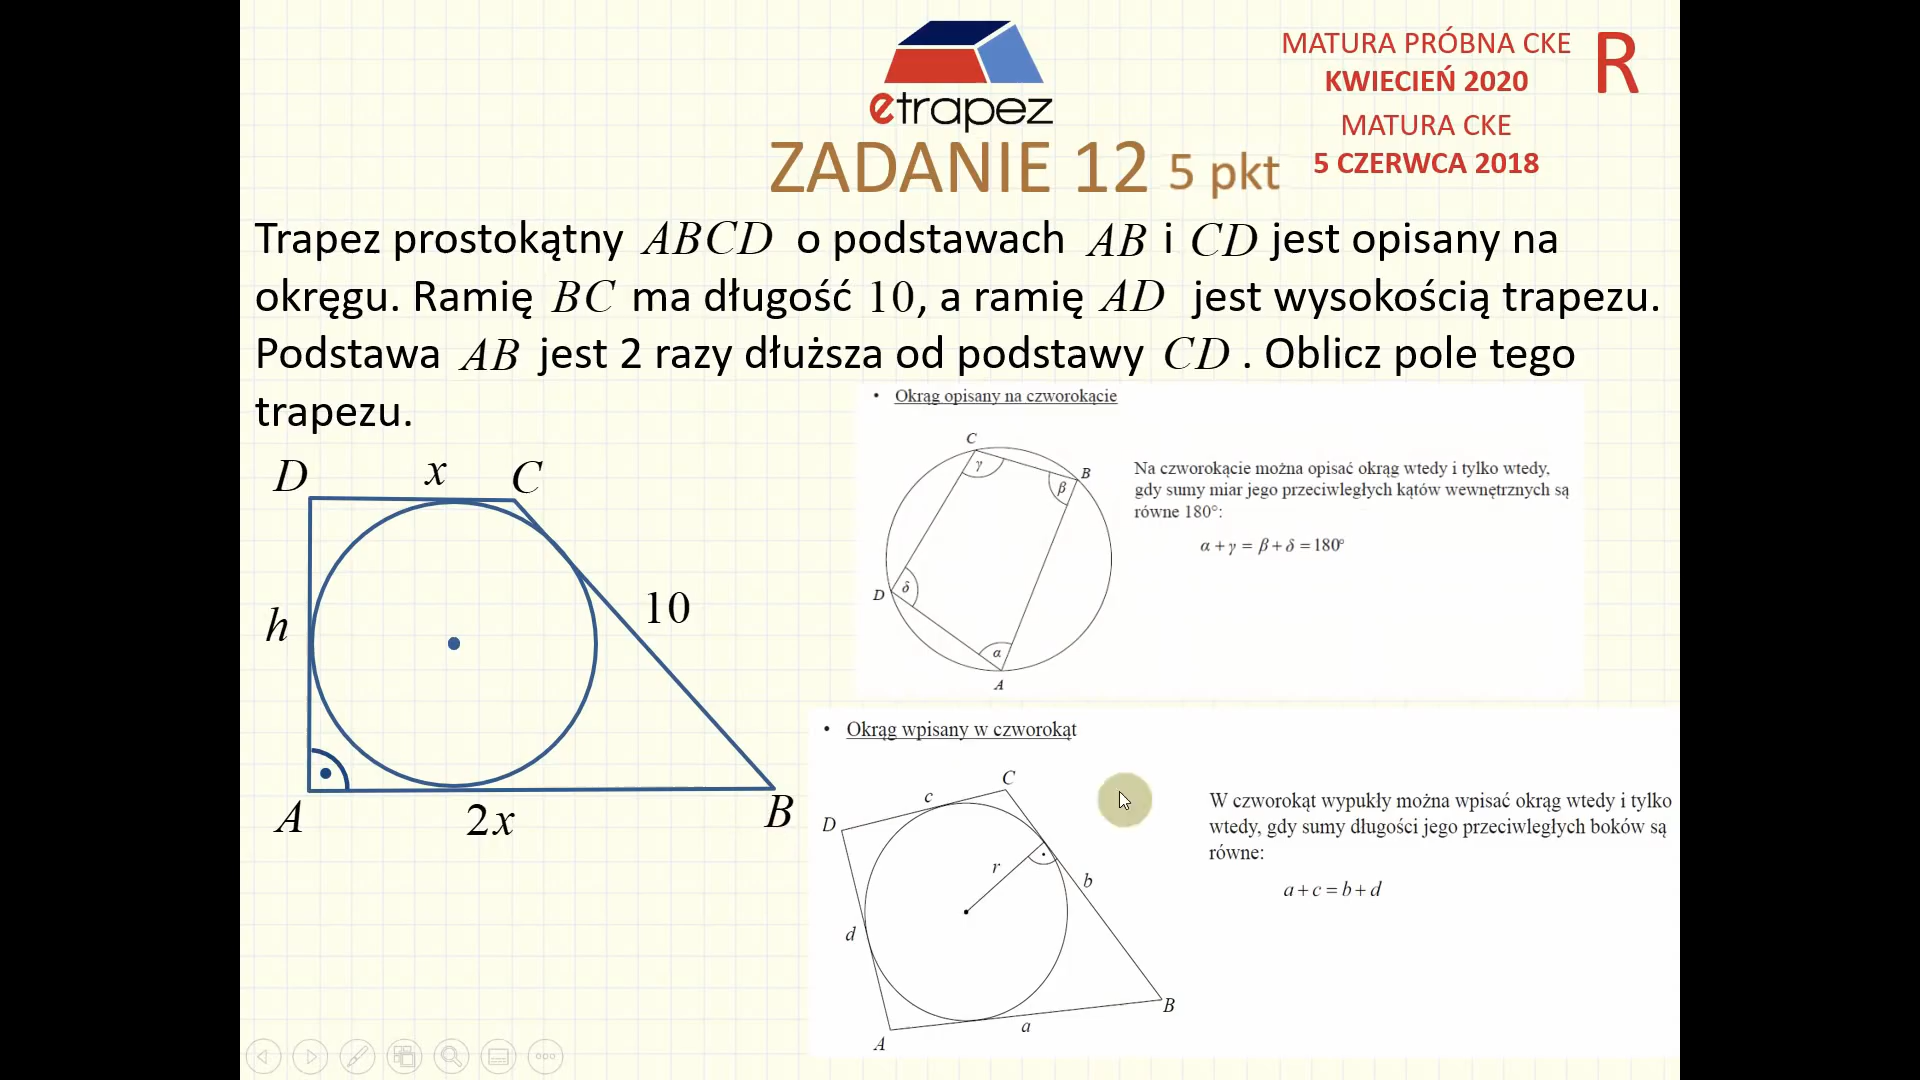 etrapez
MATURA PRÓBNA CKE
KWIECIEŃ 2020
R
MATURA CKE
5 CZERWCA 2018
ZADANIE 12 5 pkt
Trapez prostokątny ABCD o podstawach AB i CD jest opisany na
okręgu. Ramię BC ma długość 10, a ramię AD jest wysokością trapezu.
Podstawa AB jest 2 razy dłuższa od podstawy CD . Oblicz pole tego
trapezu.
D x C
h
10
A 2x B
• Okrąg opisany na czworokącie
C
γ
B
β
D
δ
α
A
Na czworokącie można opisać okrąg wtedy i tylko wtedy,
gdy sumy miar jego przeciwległych kątów wewnętrznych są
równe 180°:
α + γ = β + δ = 180°
• Okrąg wpisany w czworokąt
C
c
D
r
b
d
B
a
A
W czworokąt wypukły można wpisać okrąg wtedy i tylko
wtedy, gdy sumy długości jego przeciwległych boków są
równe:
a + c = b + d